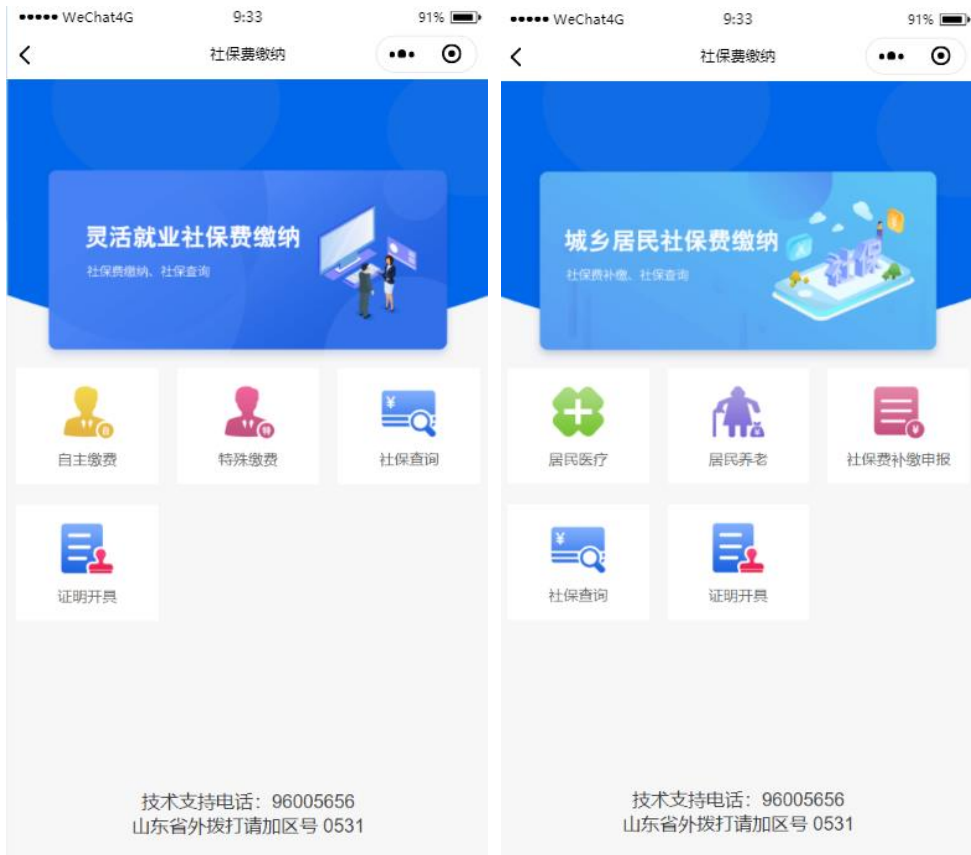 WeChat4G 9:33 91%
社保费缴纳
灵活就业社保费缴纳
社保费缴纳、社保查询
自主缴费 特殊缴费 社保查询
证明开具
技术支持电话：96005656
山东省外拨打请加区号 0531
WeChat4G 9:33 91%
社保费缴纳
城乡居民社保费缴纳
社保费补缴、社保查询
社保
居民医疗 居民养老 社保费补缴申报
社保查询 证明开具
技术支持电话：96005656
山东省外拨打请加区号 0531